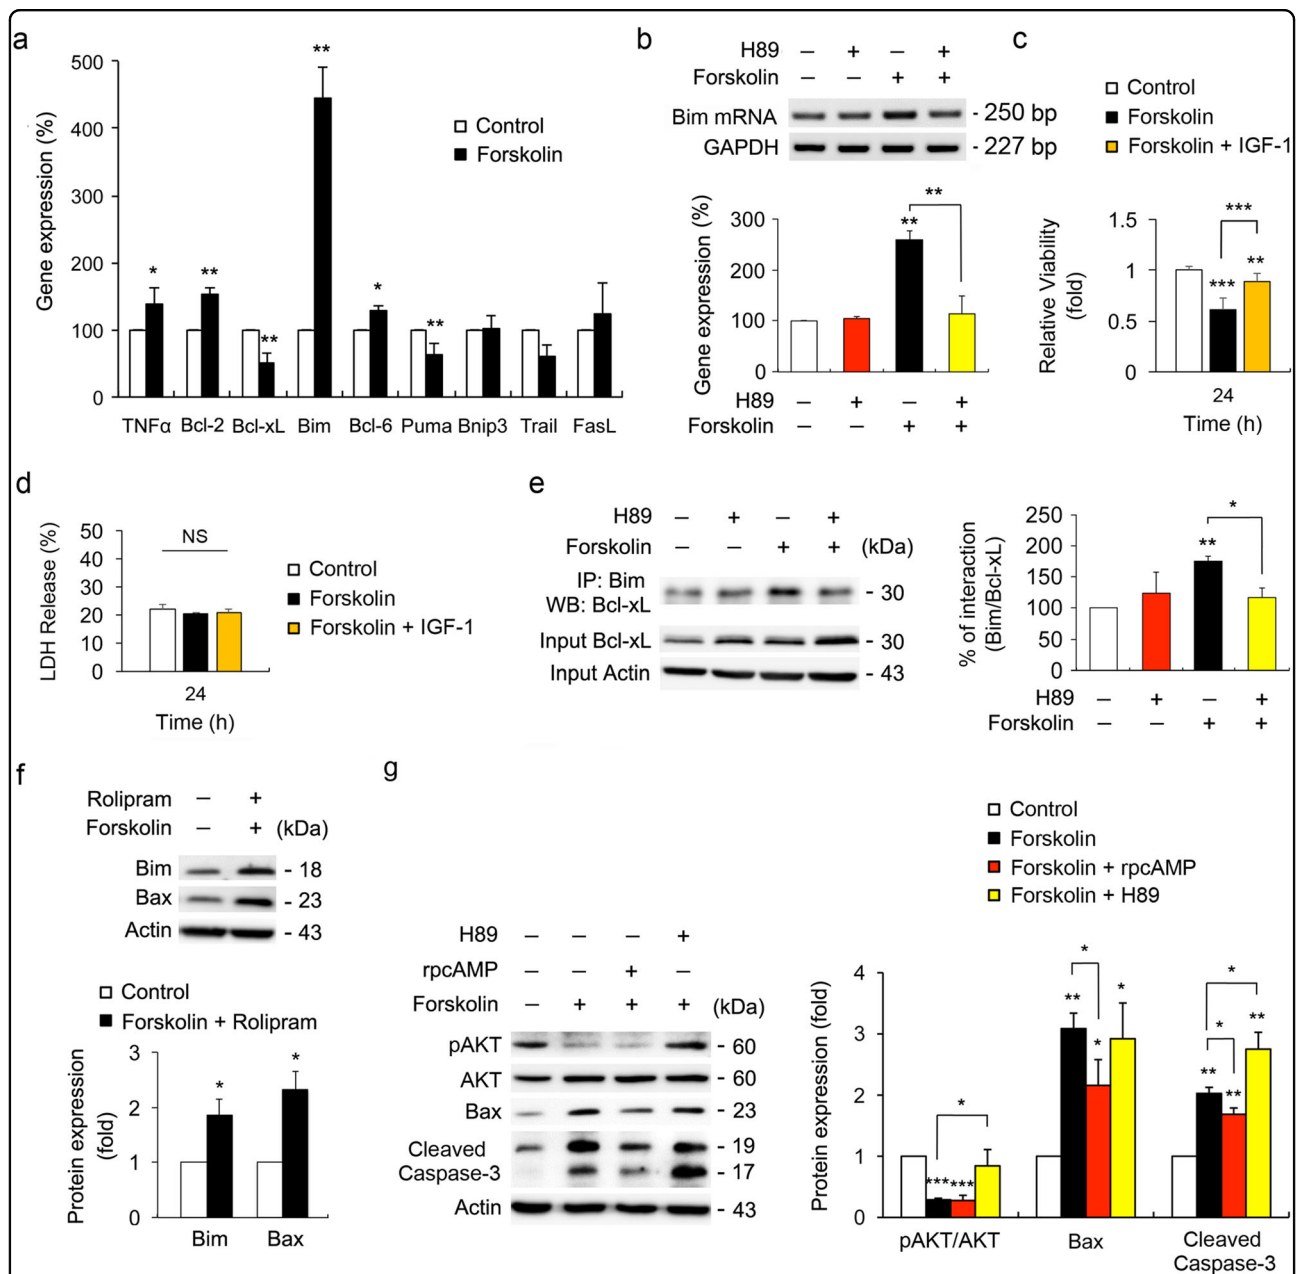 a
Gene expression (%)
500
400
300
200
100
0
**
*
**
**
*
**
Control
Forskolin
TNFα Bcl-2 Bcl-xL Bim Bcl-6 Puma Bnip3 Trail FasL
b
H89 – + – +
Forskolin – – + +
Bim mRNA - 250 bp
GAPDH - 227 bp
Gene expression (%)
300
200
100
0
**
**
H89 – + – +
Forskolin – – + +
c
Control
Forskolin
Forskolin + IGF-1
Relative Viability
(fold)
1.5
1
0.5
0
***
***
**
24
Time (h)
d
LDH Release (%)
50
40
30
20
10
0
NS
Control
Forskolin
Forskolin + IGF-1
24
Time (h)
e
H89 – + – +
Forskolin – – + + (kDa)
IP: Bim
WB: Bcl-xL - 30
Input Bcl-xL - 30
Input Actin - 43
% of interaction
(Bim/Bcl-xL)
250
200
150
100
50
0
*
**
H89 – + – +
Forskolin – – + +
f
Rolipram – +
Forskolin – + (kDa)
Bim - 18
Bax - 23
Actin - 43
Control
Forskolin + Rolipram
Protein expression
(fold)
3
2
1
0
*
*
Bim Bax
g
H89 – – – +
rpcAMP – – + –
Forskolin – + + + (kDa)
pAKT - 60
AKT - 60
Bax - 23
Cleaved - 19
Caspase-3 - 17
Actin - 43
Control
Forskolin
Forskolin + rpcAMP
Forskolin + H89
Protein expression (fold)
4
3
2
1
0
*
*** ***
*
**
*
*
*
*
**
**
**
pAKT/AKT Bax Cleaved
Caspase-3